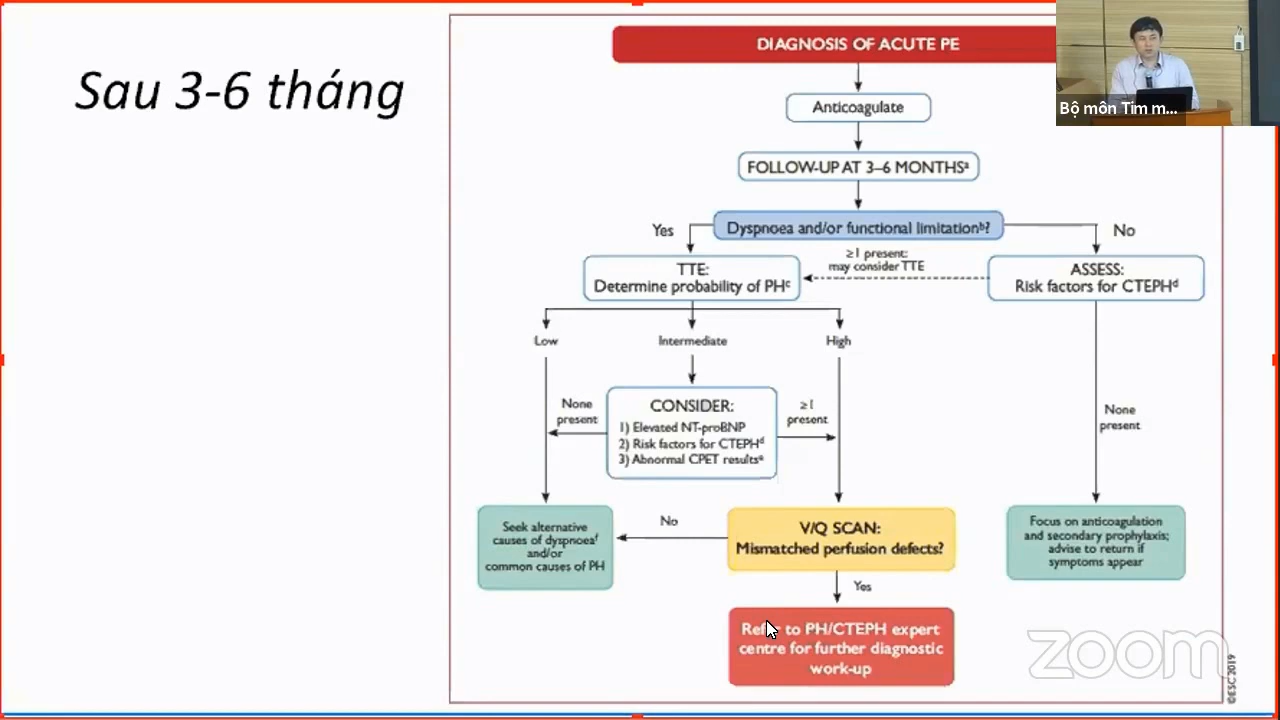 Sau 3-6 tháng
DIAGNOSIS OF ACUTE PE
Bộ môn Tim m...
Anticoagulate
FOLLOW-UP AT 3–6 MONTHSᵃ
Yes
Dyspnoea and/or functional limitationᵇ?
No
TTE:
Determine probability of PHᶜ
≥1 present:
may consider TTE
ASSESS:
Risk factors for CTEPHᵈ
Low
Intermediate
High
None
present
CONSIDER:
1) Elevated NT-proBNP
2) Risk factors for CTEPHᵈ
3) Abnormal CPET resultsᵉ
≥1
present
None
present
Seek alternative
causes of dyspnoeaᶠ
and/or
common causes of PH
No
V/Q SCAN:
Mismatched perfusion defects?
Focus on anticoagulation
and secondary prophylaxis;
advise to return if
symptoms appear
Yes
Refer to PH/CTEPH expert
centre for further diagnostic
work-up
zoom
©ESC 2019